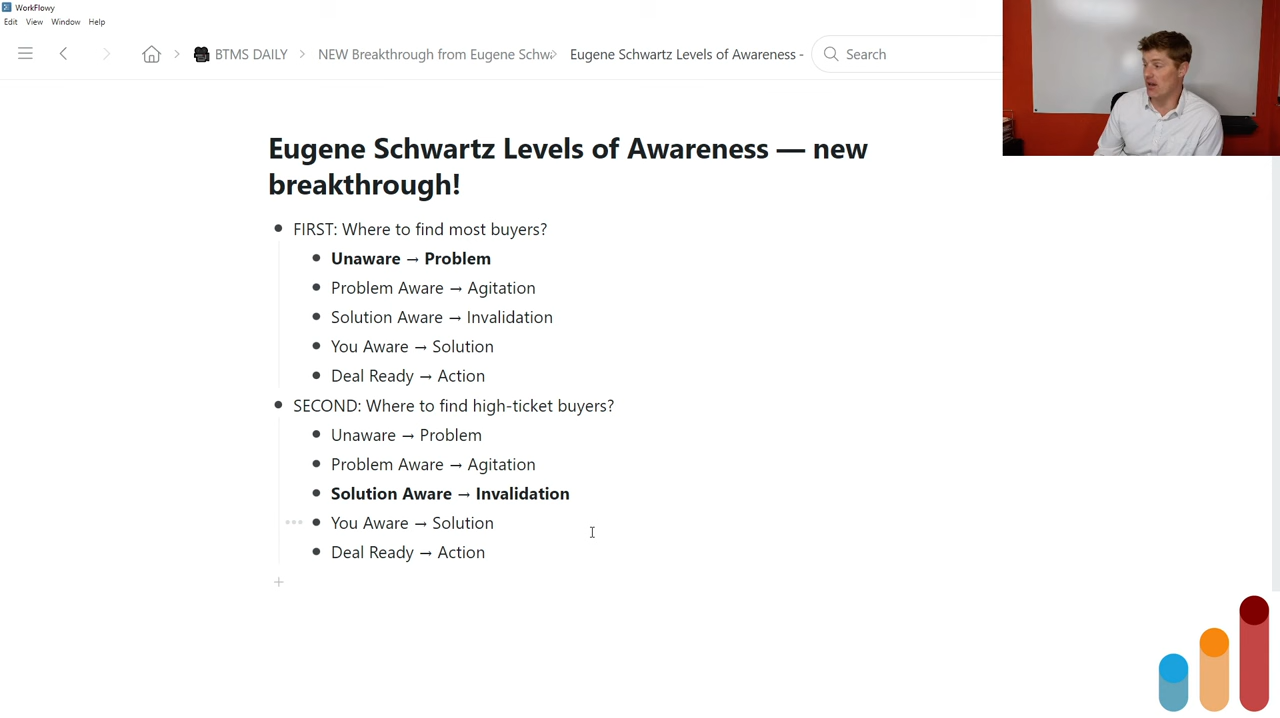 WorkFlowy
Edit View Window Help
BTMS DAILY NEW Breakthrough from Eugene Schw Eugene Schwartz Levels of Awareness - Search
Eugene Schwartz Levels of Awareness — new
breakthrough!
FIRST: Where to find most buyers?
Unaware → Problem
Problem Aware → Agitation
Solution Aware → Invalidation
You Aware → Solution
Deal Ready → Action
SECOND: Where to find high-ticket buyers?
Unaware → Problem
Problem Aware → Agitation
Solution Aware → Invalidation
You Aware → Solution
Deal Ready → Action